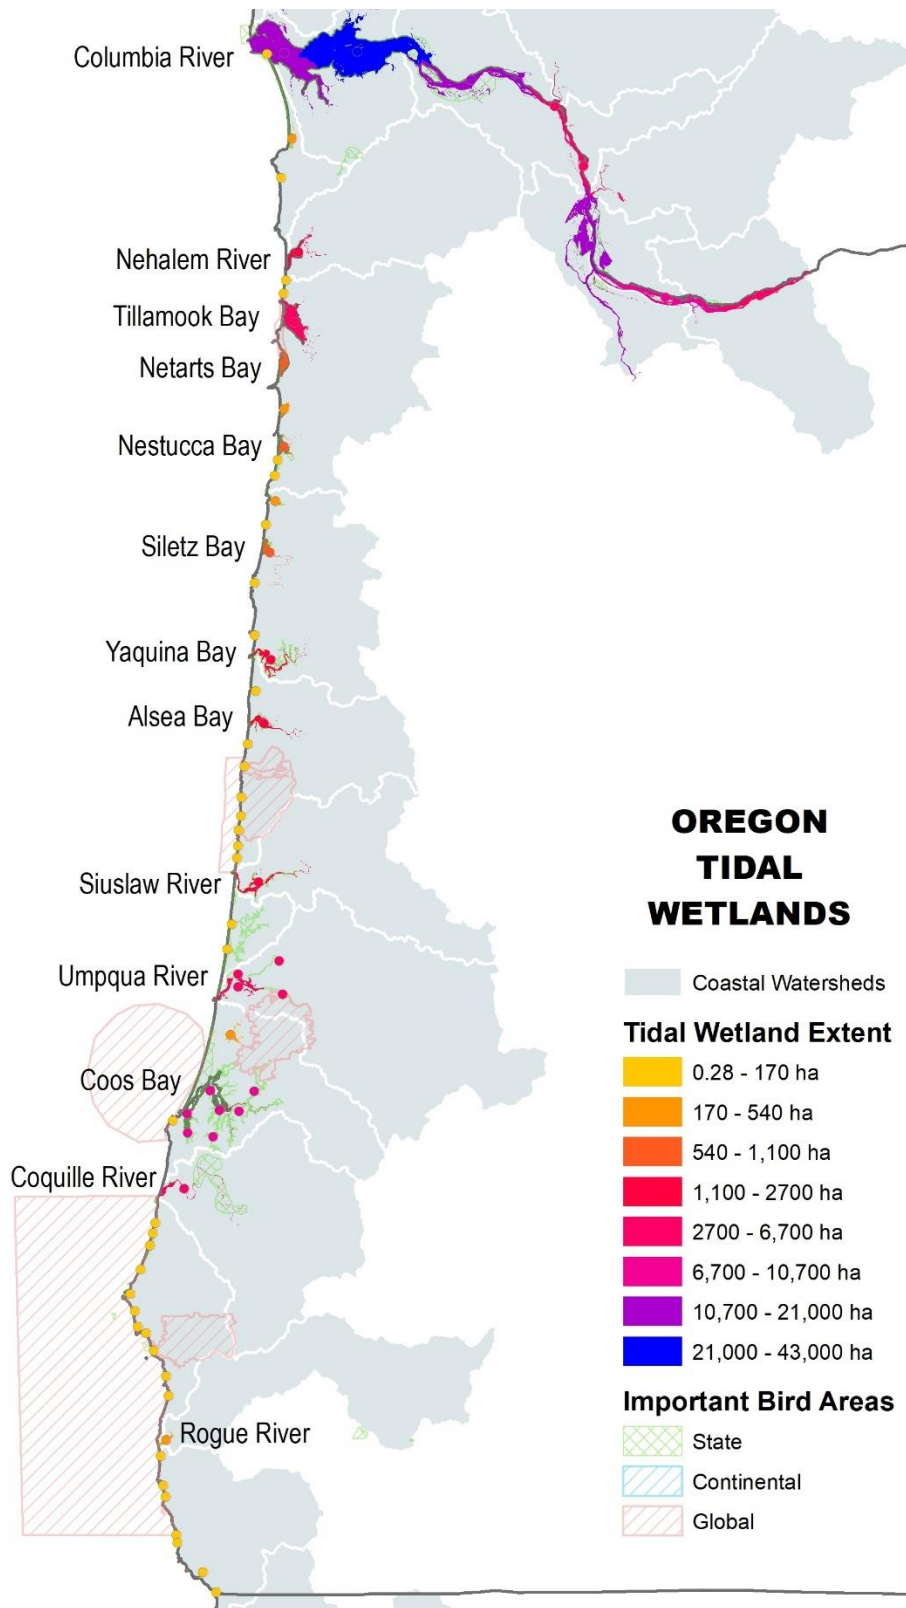 Columbia River
Nehalem River
Tillamook Bay
Netarts Bay
Nestucca Bay
Siletz Bay
Yaquina Bay
Alsea Bay
Siuslaw River
Umpqua River
Coos Bay
Coquille River
Rogue River
OREGON
TIDAL
WETLANDS
Coastal Watersheds
Tidal Wetland Extent
0.28 - 170 ha
170 - 540 ha
540 - 1,100 ha
1,100 - 2700 ha
2700 - 6,700 ha
6,700 - 10,700 ha
10,700 - 21,000 ha
21,000 - 43,000 ha
Important Bird Areas
State
Continental
Global